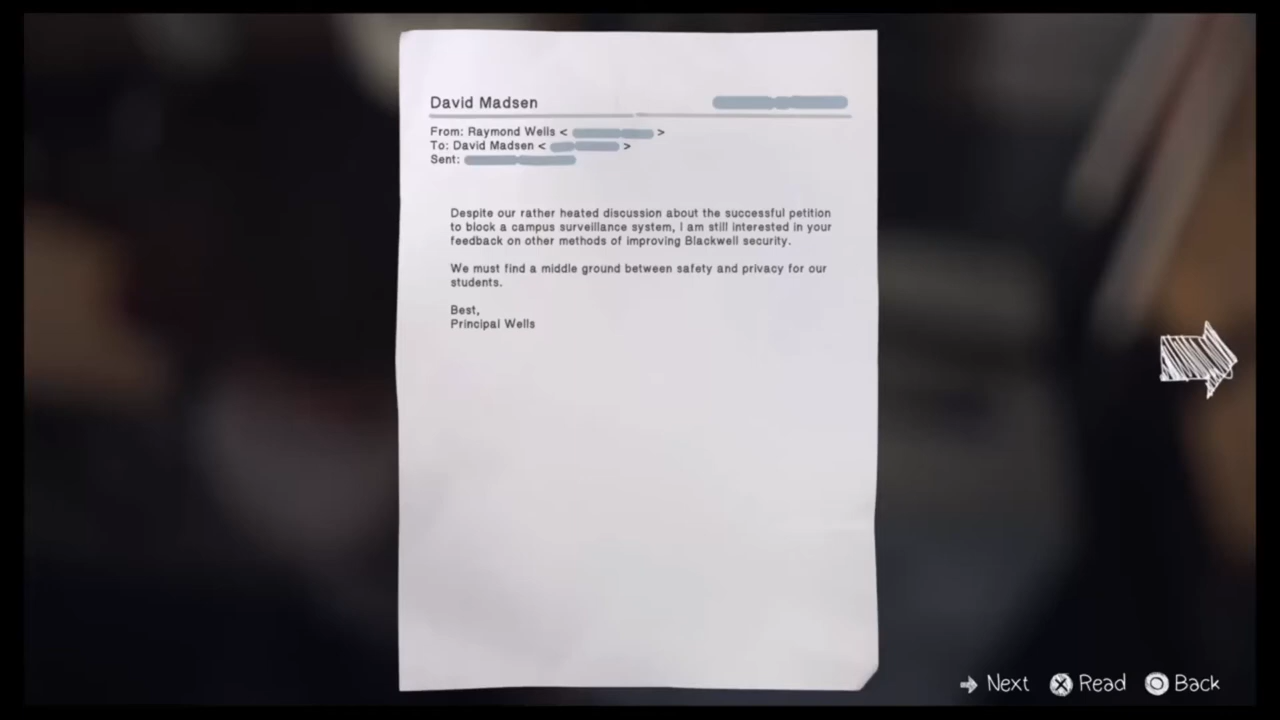 David Madsen
From: Raymond Wells < >
To: David Madsen < >
Sent:
Despite our rather heated discussion about the successful petition
to block a campus surveillance system, I am still interested in your
feedback on other methods of improving Blackwell security.
We must find a middle ground between safety and privacy for our
students.
Best,
Principal Wells
Next Read Back